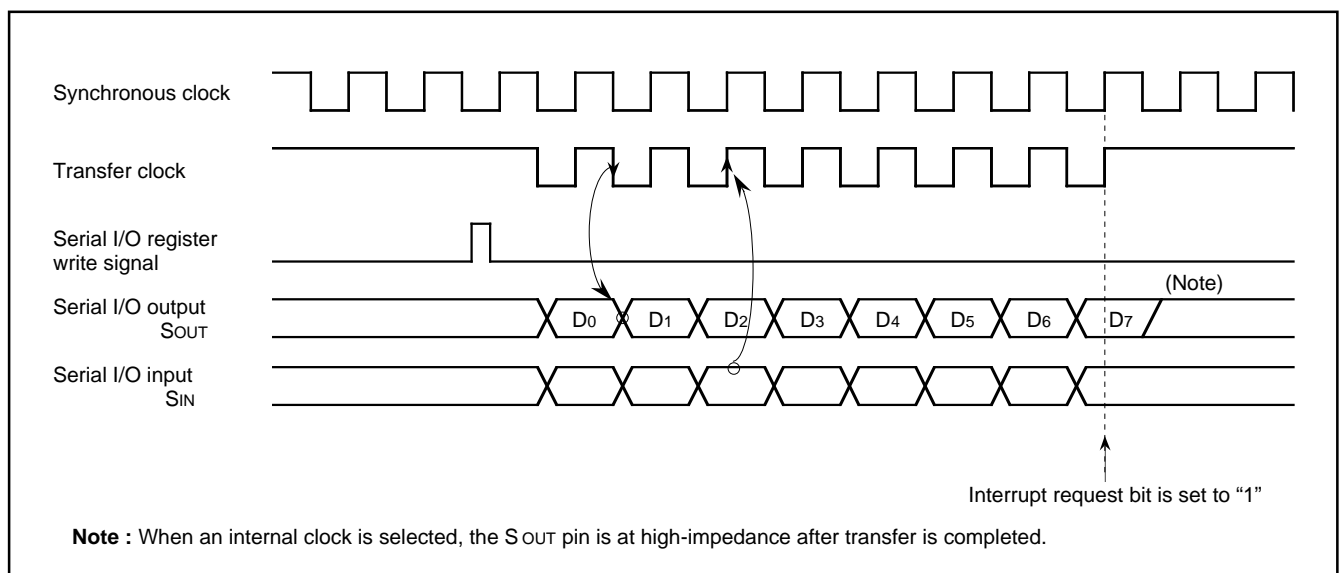 Synchronous clock
Transfer clock
Serial I/O register
write signal
(Note)
Serial I/O output
SOUT
D0 D1 D2 D3 D4 D5 D6 D7
Serial I/O input
SIN
Interrupt request bit is set to “1”
Note : When an internal clock is selected, the S OUT pin is at high-impedance after transfer is completed.